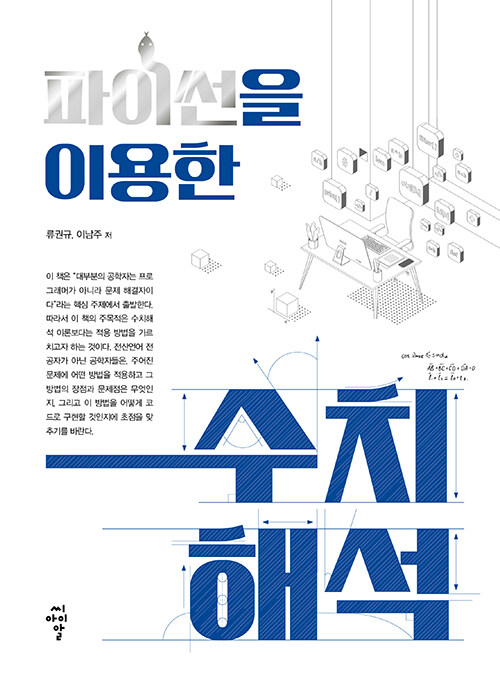 파이썬을
이용한
류권규, 이남주 저
이 책은 "대부분의 공학자는 프로
그래머가 아니라 문제 해결자이
다"라는 핵심 주제에서 출발한다.
따라서 이 책의 주목적은 수치해
석 이론보다는 적용 방법을 가르
치고자 하는 것이다. 전산언어 전
공자가 아닌 공학자들은, 주어진
문제에 어떤 방법을 적용하고 그
방법의 장점과 문제점은 무엇인
지, 그리고 이 방법을 어떻게 코
드로 구현할 것인지에 초점을 맞
추기를 바란다.
수치
해석
씨
아이
알